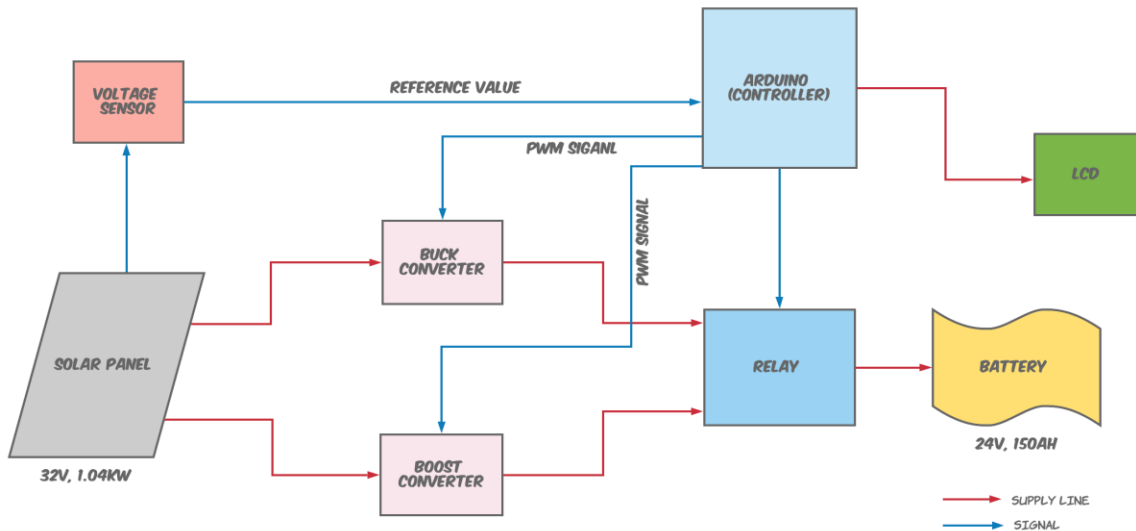 VOLTAGE
SENSOR
REFERENCE VALUE
ARDUINO
(CONTROLLER)
PWM SIGANL
LCD
PWM SIGNAL
BUCK
CONVERTER
SOLAR PANEL
RELAY
BATTERY
32V, 1.04KW
BOOST
CONVERTER
24V, 150AH
SUPPLY LINE
SIGNAL